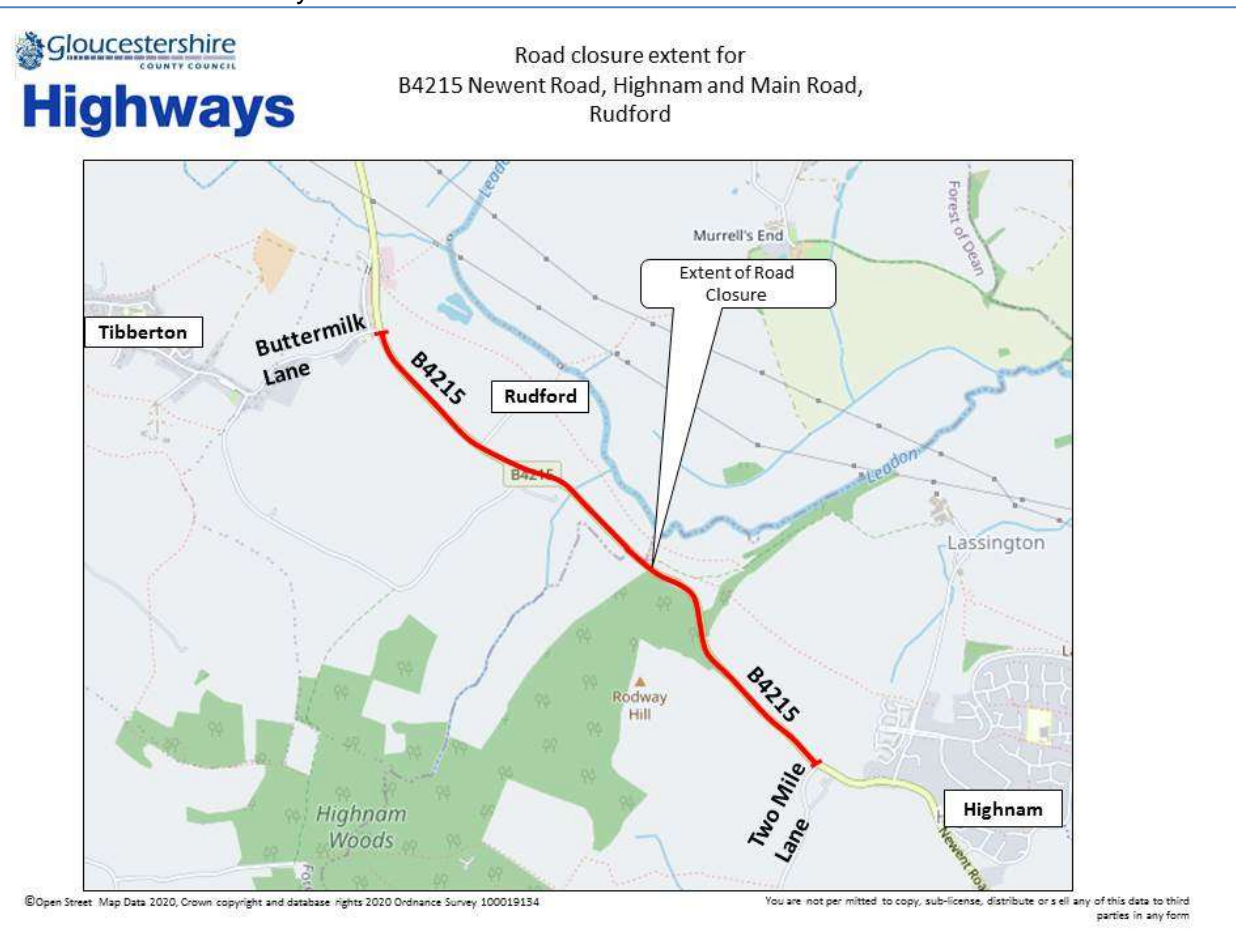 Gloucestershire
COUNTY COUNCIL
Highways
Road closure extent for
B4215 Newent Road, Highnam and Main Road,
Rudford
Leadon
Forest of Dean
Murrell's End
Extent of Road
Closure
Tibberton
Buttermilk
Lane
B4215
Rudford
B4215
Leadon
Lassington
B4215
Rodway
Hill
Two Mile
Lane
Highnam
Highnam
Woods
Newent Roa
©Open Street Map Data 2020, Crown copyright and database rights 2020 Ordnance Survey 100019134
You are not per mitted to copy, sub-license, distribute or s ell any of this data to third
parties in any form